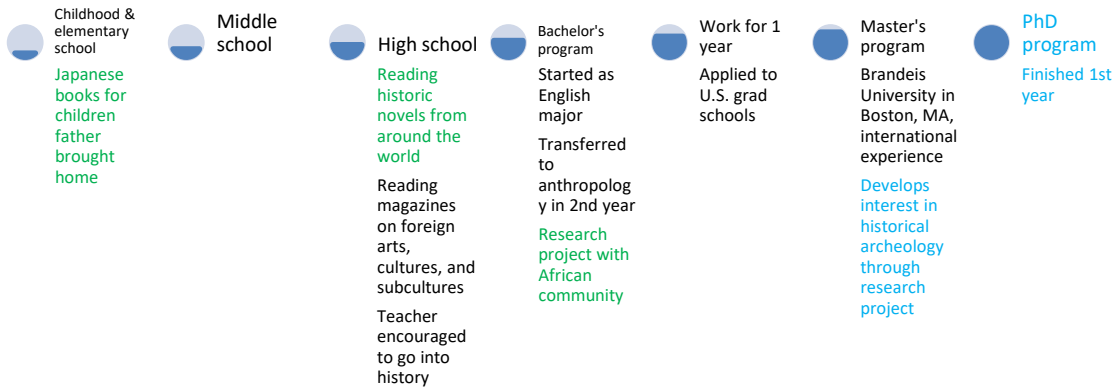 Childhood &
elementary
school
Japanese
books for
children
father
brought
home
Middle
school
High school
Reading
historic
novels from
around the
world
Reading
magazines
on foreign
arts,
cultures, and
subcultures
Teacher
encouraged
to go into
history
Bachelor's
program
Started as
English
major
Transferred
to
anthropolog
y in 2nd year
Research
project with
African
community
Work for 1
year
Applied to
U.S. grad
schools
Master's
program
Brandeis
University in
Boston, MA,
international
experience
Develops
interest in
historical
archeology
through
research
project
PhD
program
Finished 1st
year